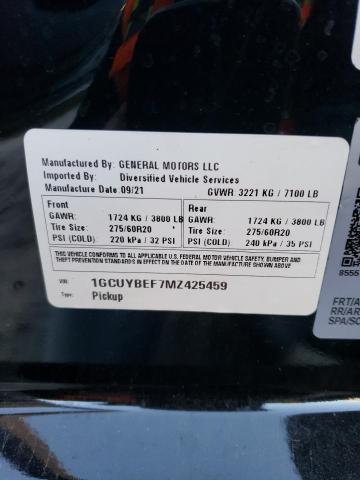 Manufactured By: GENERAL MOTORS LLC
Imported By: Diversified Vehicle Services
Manufacture Date 09/21 GVWR: 3221 KG / 7100 LB
Front
GAWR: 1724 KG / 3800 LB
Tire Size: 275/60R20
PSI (COLD) 220 kPa / 32 PSI
Rear
GAWR: 1724 KG / 3800 LB
Tire Size: 275/60R20
PSI (COLD) 240 kPa / 35 PSI
THIS VEHICLE CONFORMS TO ALL APPLICABLE U.S. FEDERAL MOTOR VEHICLE SAFETY, BUMPER AND
THEFT PREVENTION STANDARDS IN EFFECT ON THE DATE OF MANUFACTURE SHOWN ABOVE.
VIN: 1GCUYBEF7MZ425459
Pickup
8555
FRT/A
RR/AR
SPA/SC